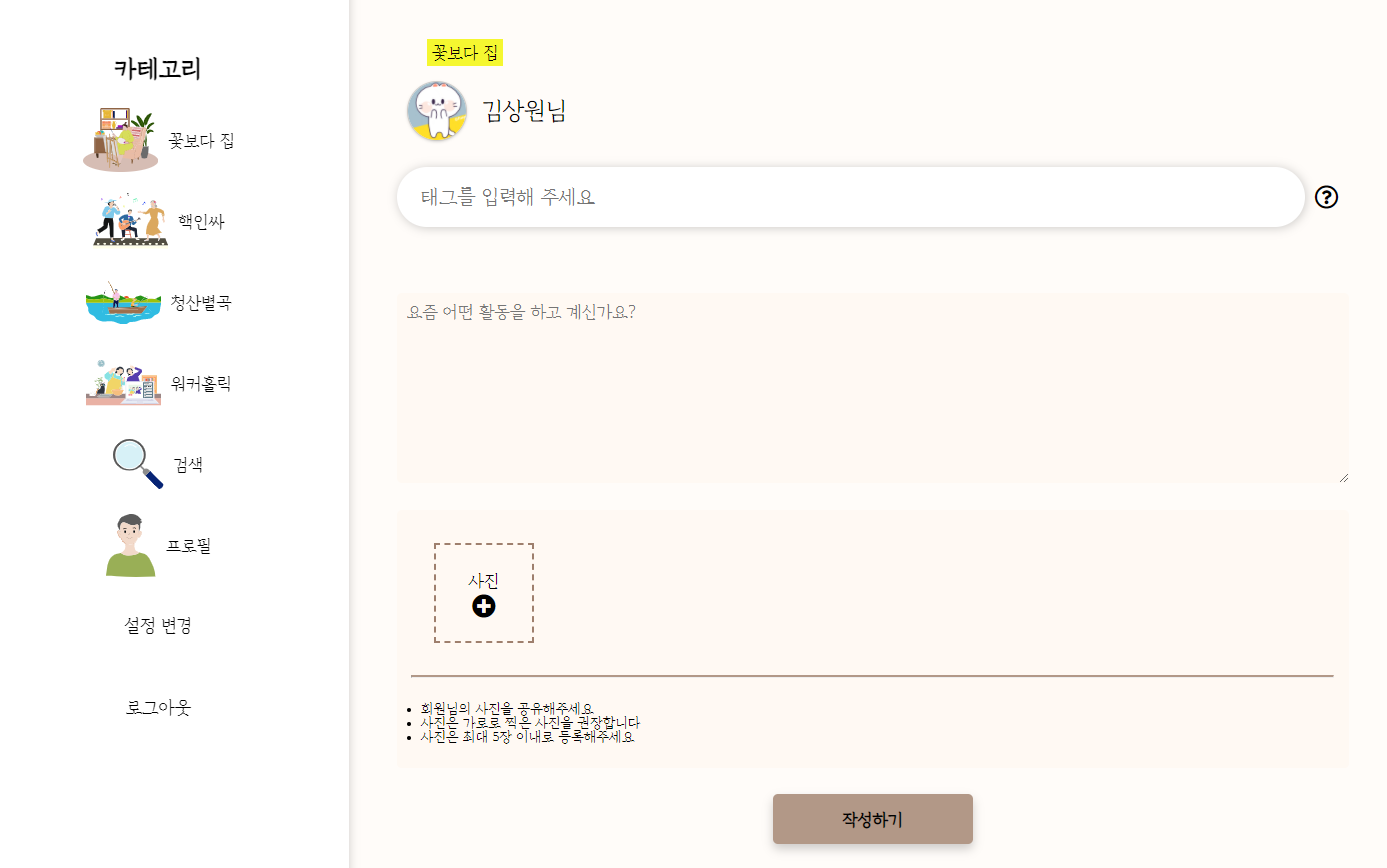 카테고리
꽃보다 집
핵인싸
청산별곡
워커홀릭
검색
프로필
설정 변경
로그아웃
꽃보다 집
김상원님
태그를 입력해 주세요
요즘 어떤 활동을 하고 계신가요?
사진
회원님의 사진을 공유해주세요
사진은 가로로 찍은 사진을 권장합니다
사진은 최대 5장 이내로 등록해주세요
작성하기